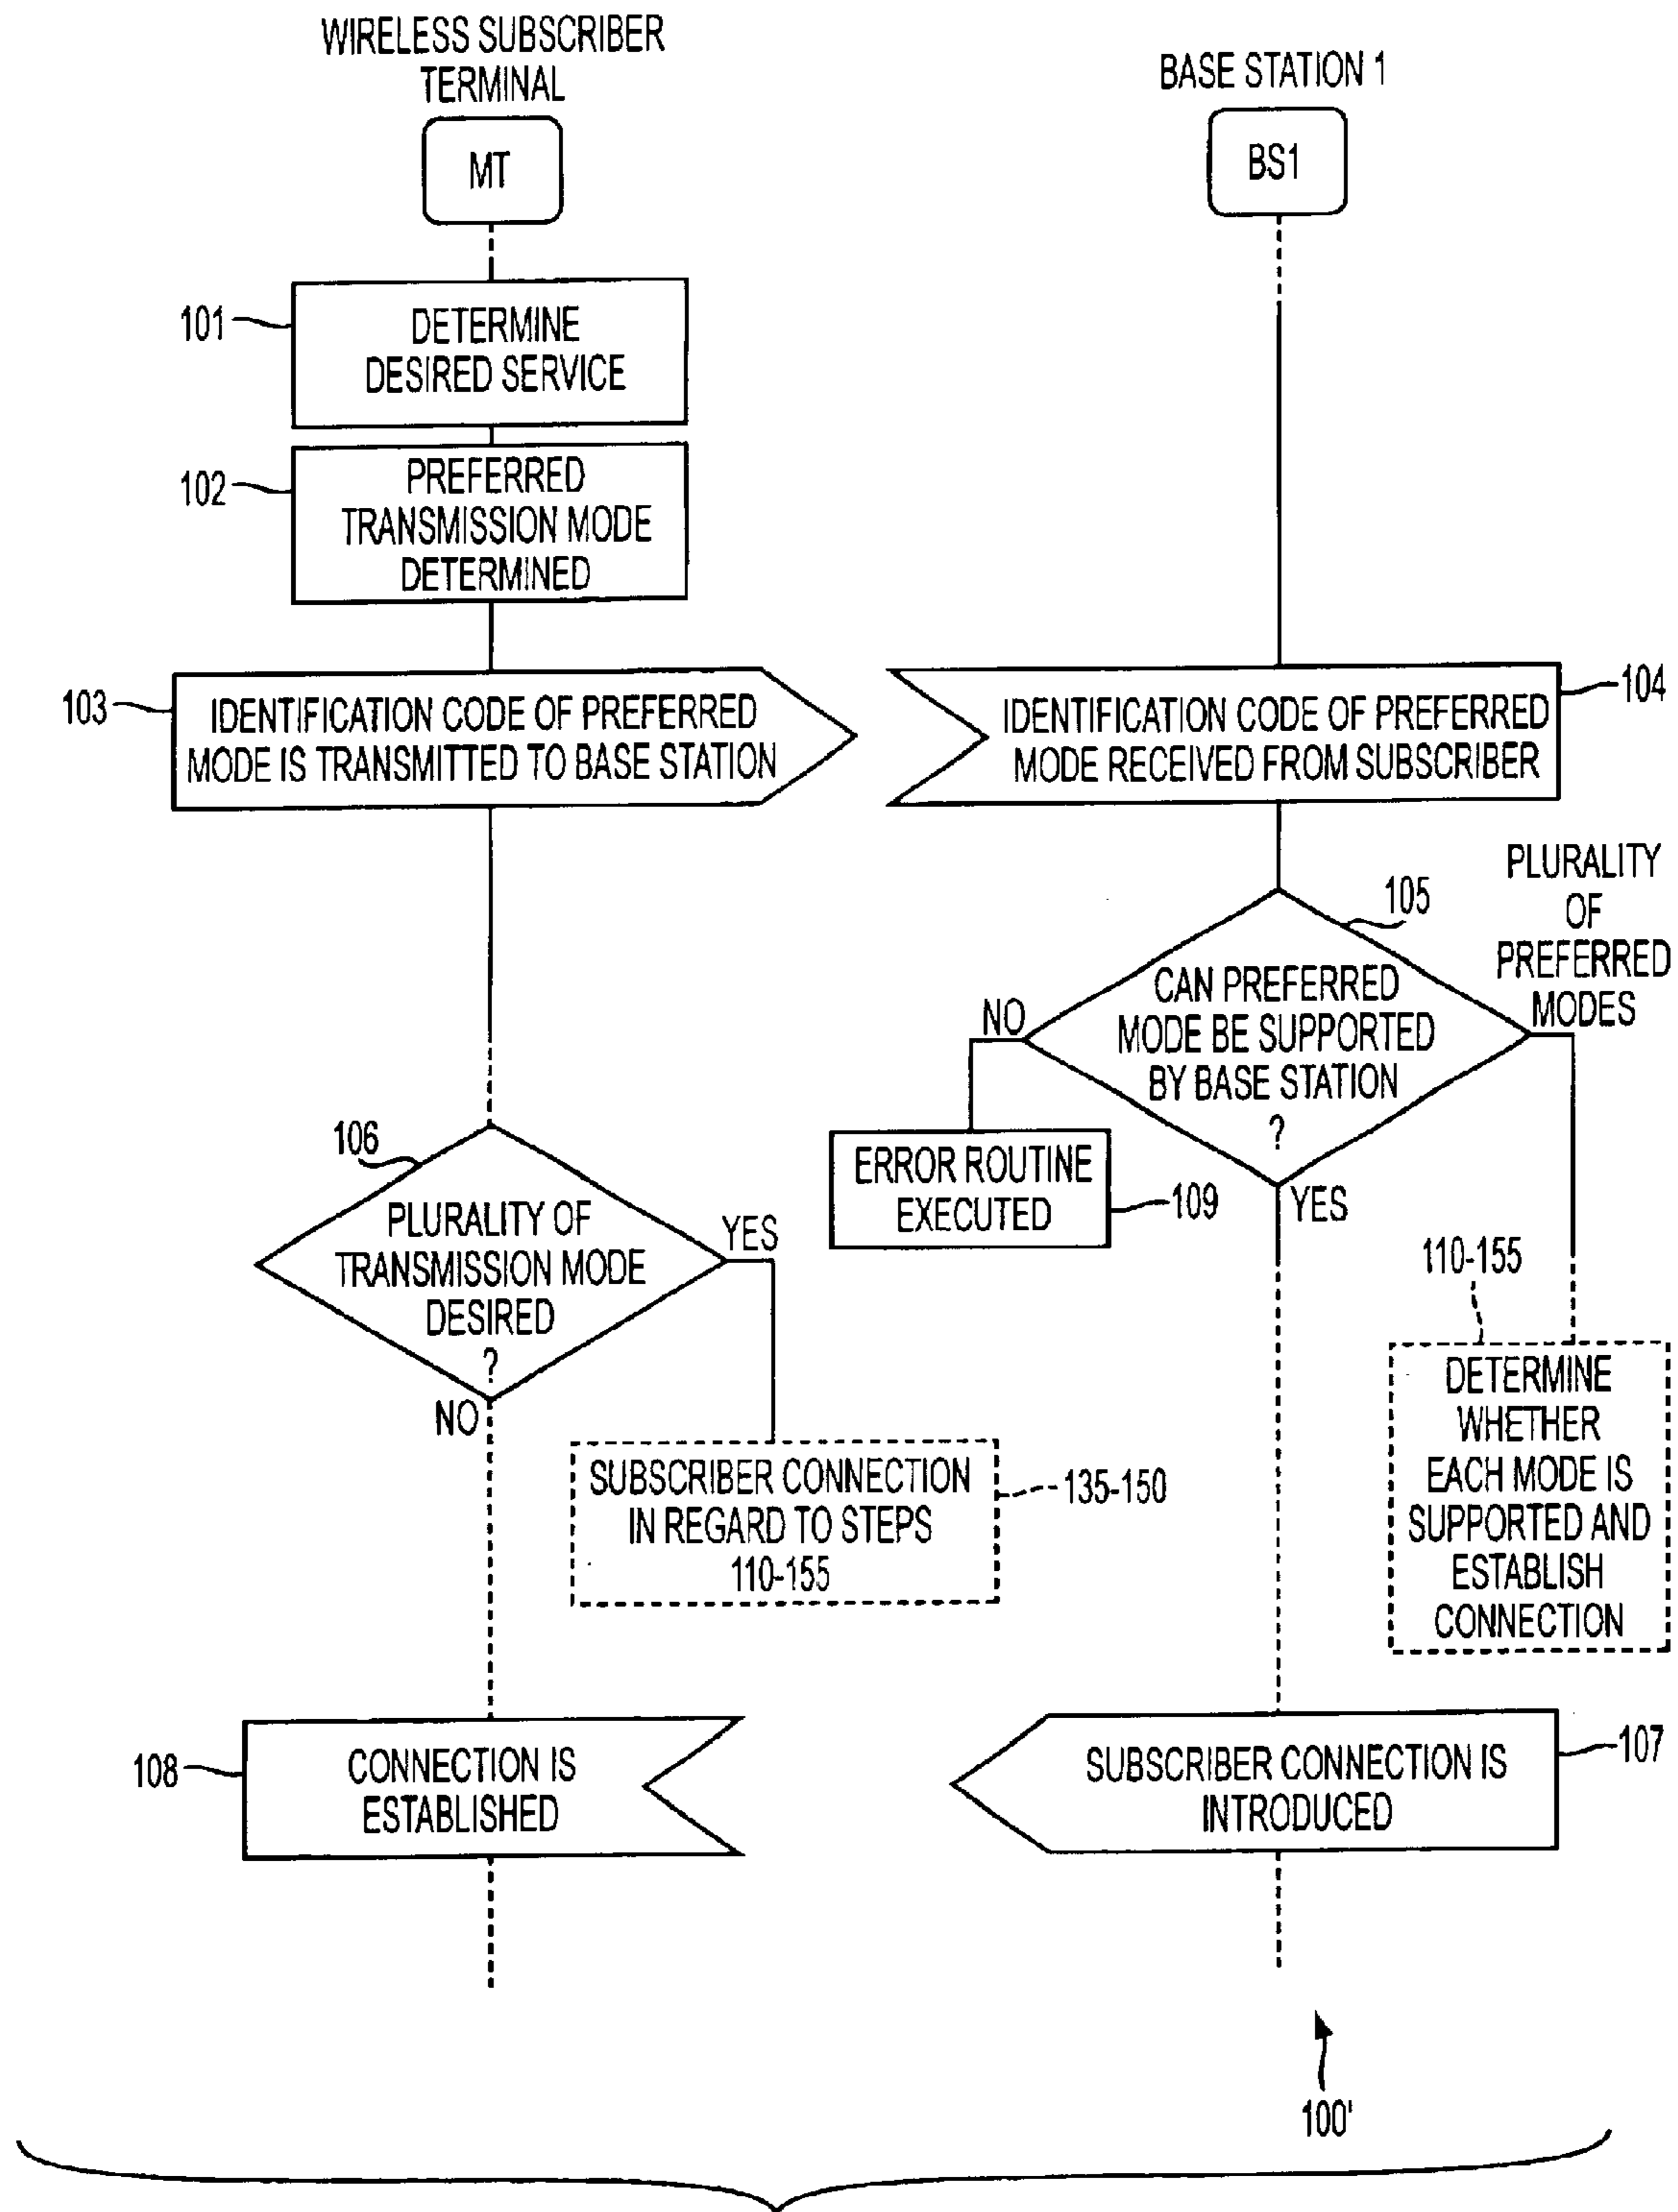 WIRELESS SUBSCRIBER
TERMINAL
MT
BASE STATION 1
BS1
101
DETERMINE
DESIRED SERVICE
102
PREFERRED
TRANSMISSION MODE
DETERMINED
103
IDENTIFICATION CODE OF PREFERRED
MODE IS TRANSMITTED TO BASE STATION
IDENTIFICATION CODE OF PREFERRED
MODE RECEIVED FROM SUBSCRIBER
104
105
CAN PREFERRED
MODE BE SUPPORTED
BY BASE STATION
?
NO
YES
PLURALITY
OF
PREFERRED
MODES
ERROR ROUTINE
EXECUTED
109
106
PLURALITY OF
TRANSMISSION MODE
DESIRED
?
YES
NO
SUBSCRIBER CONNECTION
IN REGARD TO STEPS
110-155
135-150
110-155
DETERMINE
WHETHER
EACH MODE IS
SUPPORTED AND
ESTABLISH
CONNECTION
108
CONNECTION IS
ESTABLISHED
SUBSCRIBER CONNECTION IS
INTRODUCED
107
100'